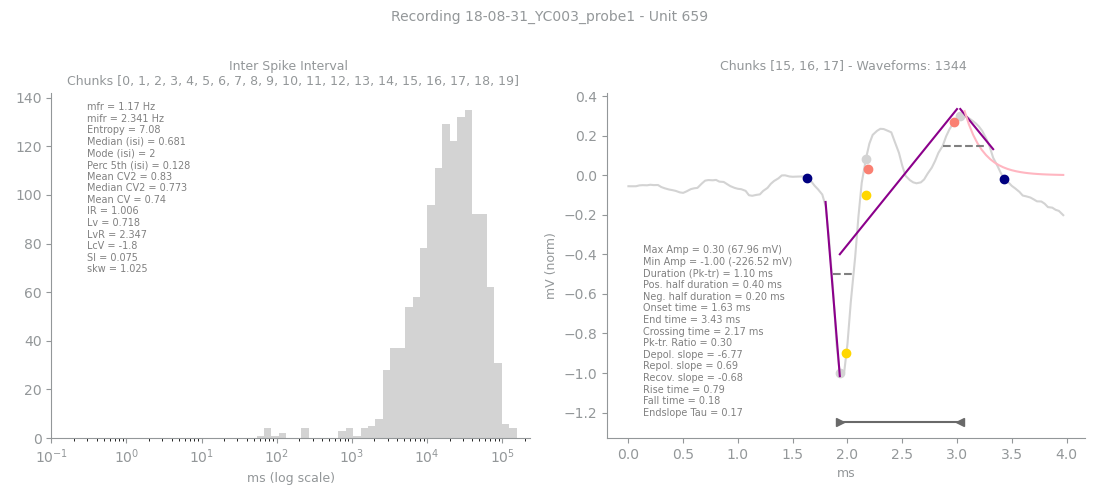 Recording 18-08-31_YC003_probe1 - Unit 659
Inter Spike Interval
Chunks [0, 1, 2, 3, 4, 5, 6, 7, 8, 9, 10, 11, 12, 13, 14, 15, 16, 17, 18, 19]
140
120
100
80
60
40
20
0
mfr = 1.17 Hz
mifr = 2.341 Hz
Entropy = 7.08
Median (isi) = 0.681
Mode (isi) = 2
Perc 5th (isi) = 0.128
Mean CV2 = 0.83
Median CV2 = 0.773
Mean CV = 0.74
IR = 1.006
Lv = 0.718
LvR = 2.347
LcV = -1.8
SI = 0.075
skw = 1.025
10⁻¹ 10⁰ 10¹ 10² 10³ 10⁴ 10⁵
ms (log scale)
Chunks [15, 16, 17] - Waveforms: 1344
mV (norm)
0.4
0.2
0.0
−0.2
−0.4
−0.6
−0.8
−1.0
−1.2
Max Amp = 0.30 (67.96 mV)
Min Amp = -1.00 (-226.52 mV)
Duration (Pk-tr) = 1.10 ms
Pos. half duration = 0.40 ms
Neg. half duration = 0.20 ms
Onset time = 1.63 ms
End time = 3.43 ms
Crossing time = 2.17 ms
Pk-tr. Ratio = 0.30
Depol. slope = -6.77
Repol. slope = 0.69
Recov. slope = -0.68
Rise time = 0.79
Fall time = 0.18
Endslope Tau = 0.17
0.0 0.5 1.0 1.5 2.0 2.5 3.0 3.5 4.0
ms